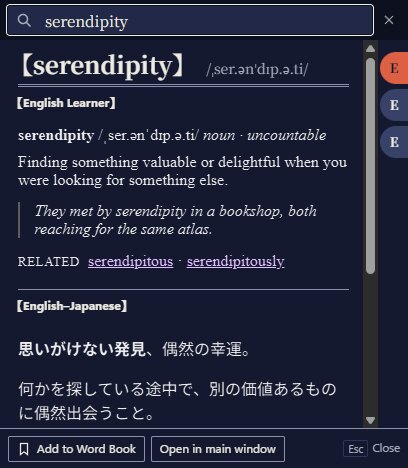 serendipity
【serendipity】 /ˌser.ənˈdɪp.ə.ti/
E
E
E
【English Learner】
serendipity /ˌser.ənˈdɪp.ə.ti/ noun · uncountable
Finding something valuable or delightful when you
were looking for something else.
They met by serendipity in a bookshop, both
reaching for the same atlas.
RELATED serendipitous · serendipitously
【English–Japanese】
思いがけない発見、偶然の幸運。
何かを探している途中で、別の価値あるもの
に偶然出会うこと。
Add to Word Book
Open in main window
Esc Close